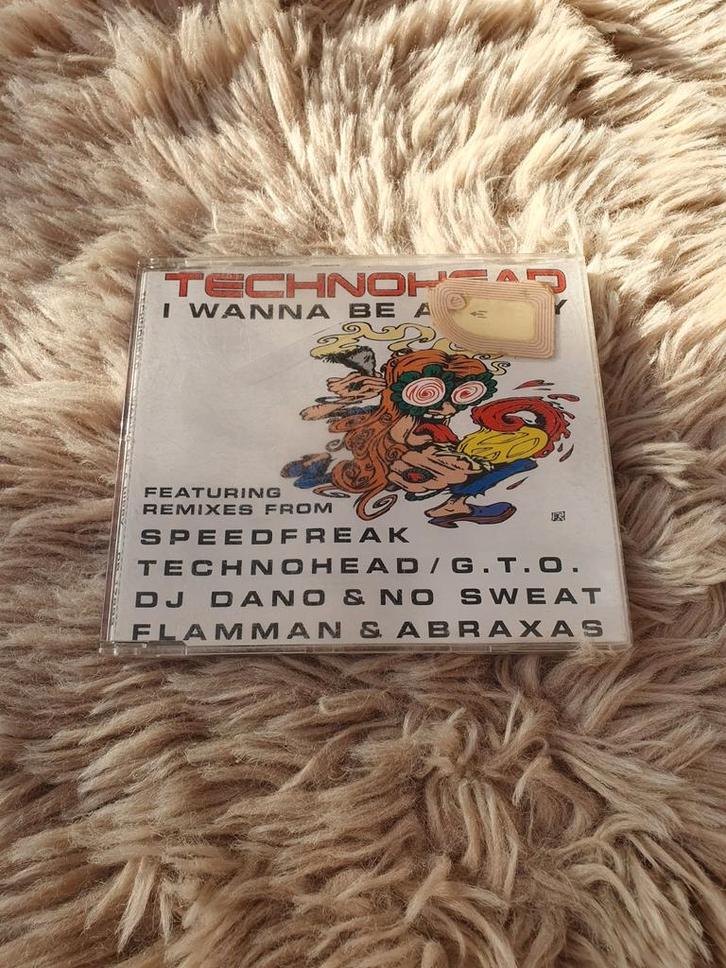 TECHNOHEAD
I WANNA BE A
FEATURING
REMIXES FROM
SPEEDFREAK
TECHNOHEAD/G.T.O.
DJ DANO & NO SWEAT
FLAMMAN & ABRAXAS